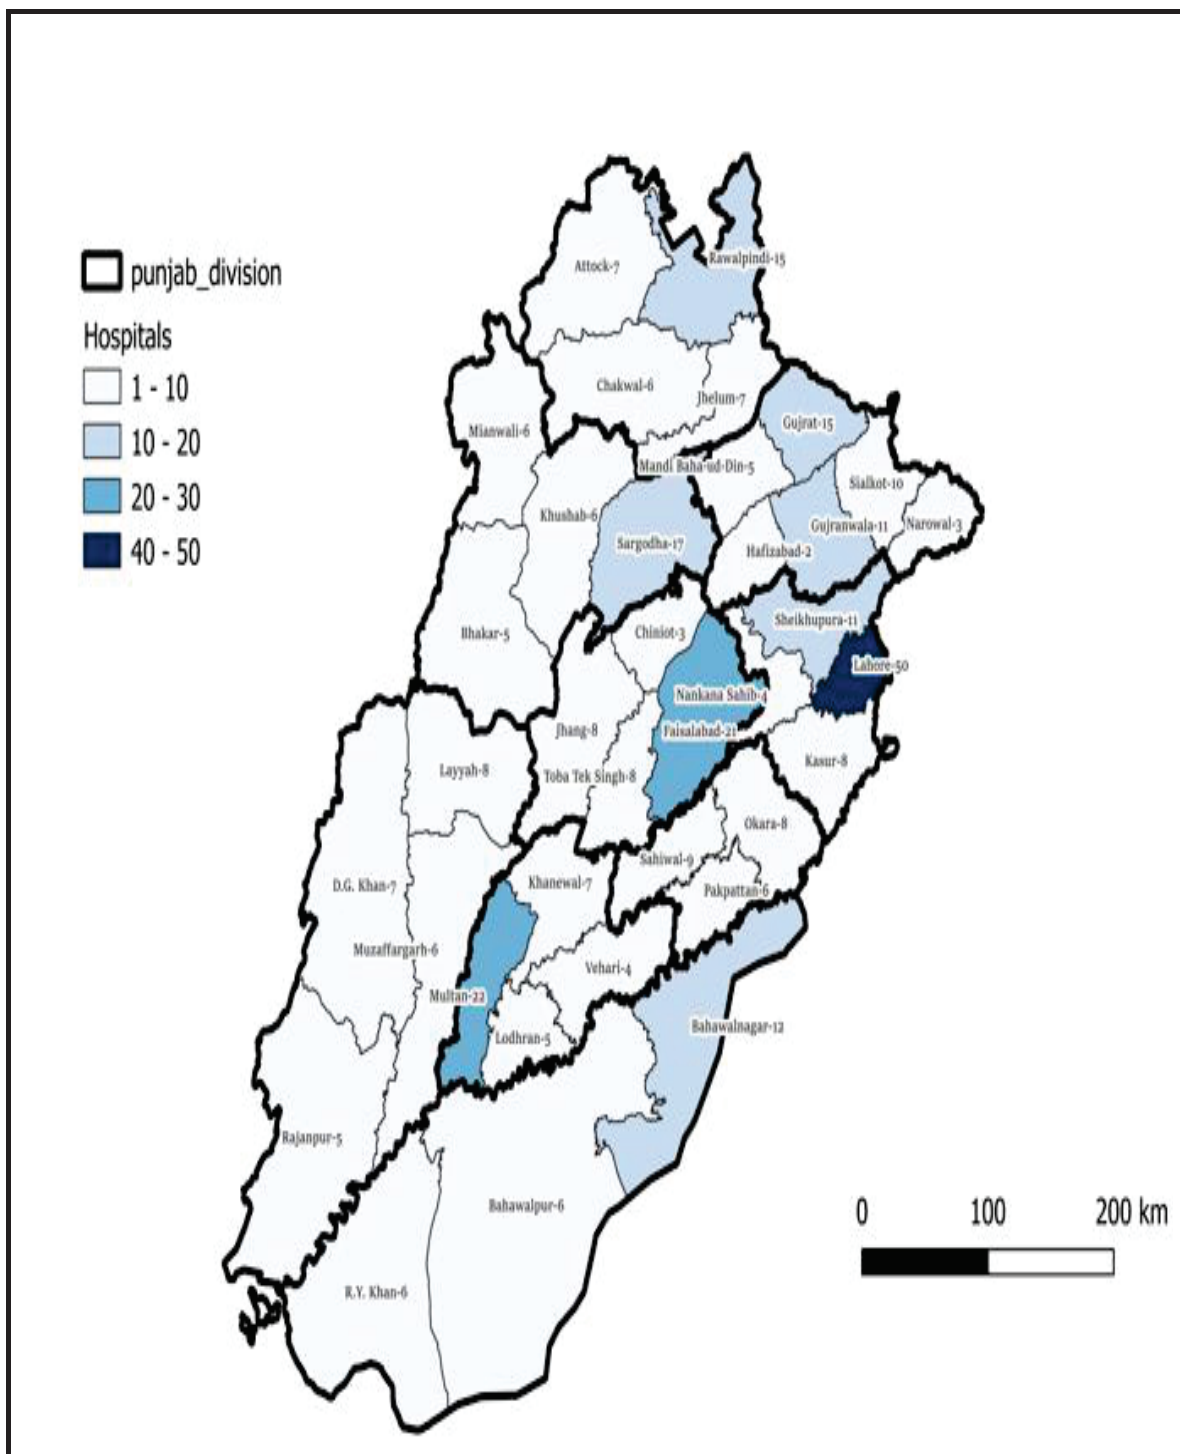 punjab_division
Hospitals
1 - 10
10 - 20
20 - 30
40 - 50
Rawalpindi-15
Attock-7
Chakwal-6
Jhelum-7
Gujrat-15
Mianwali-6
Mandi Baha-ud-Din-5
Sialkot-10
Khushab-6
Gujranwala-11
Narowal-3
Sargodha-17
Hafizabad-2
Sheikhupura-11
Bhakar-5
Chiniot-3
Lahore-50
Nankana Sahib-4
Jhang-8
Faisalabad-21
Kasur-8
Layyah-8
Toba Tek Singh-8
Okara-8
Sahiwal-9
D.G. Khan-7
Khanewal-7
Pakpattan-6
Muzaffargarh-6
Vehari-4
Multan-22
Bahawalnagar-12
Lodhran-5
Rajanpur-5
Bahawalpur-6
R.Y. Khan-6
0 100 200 km